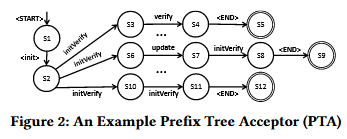 <START>
S1
<init>
S2
initVerify
S3
verify
S4
<END>
S5
...
initVerify
S6
update
S7
initVerify
S8
<END>
S9
...
initVerify
S10
initVerify
S11
<END>
S12
Figure 2: An Example Prefix Tree Acceptor (PTA)